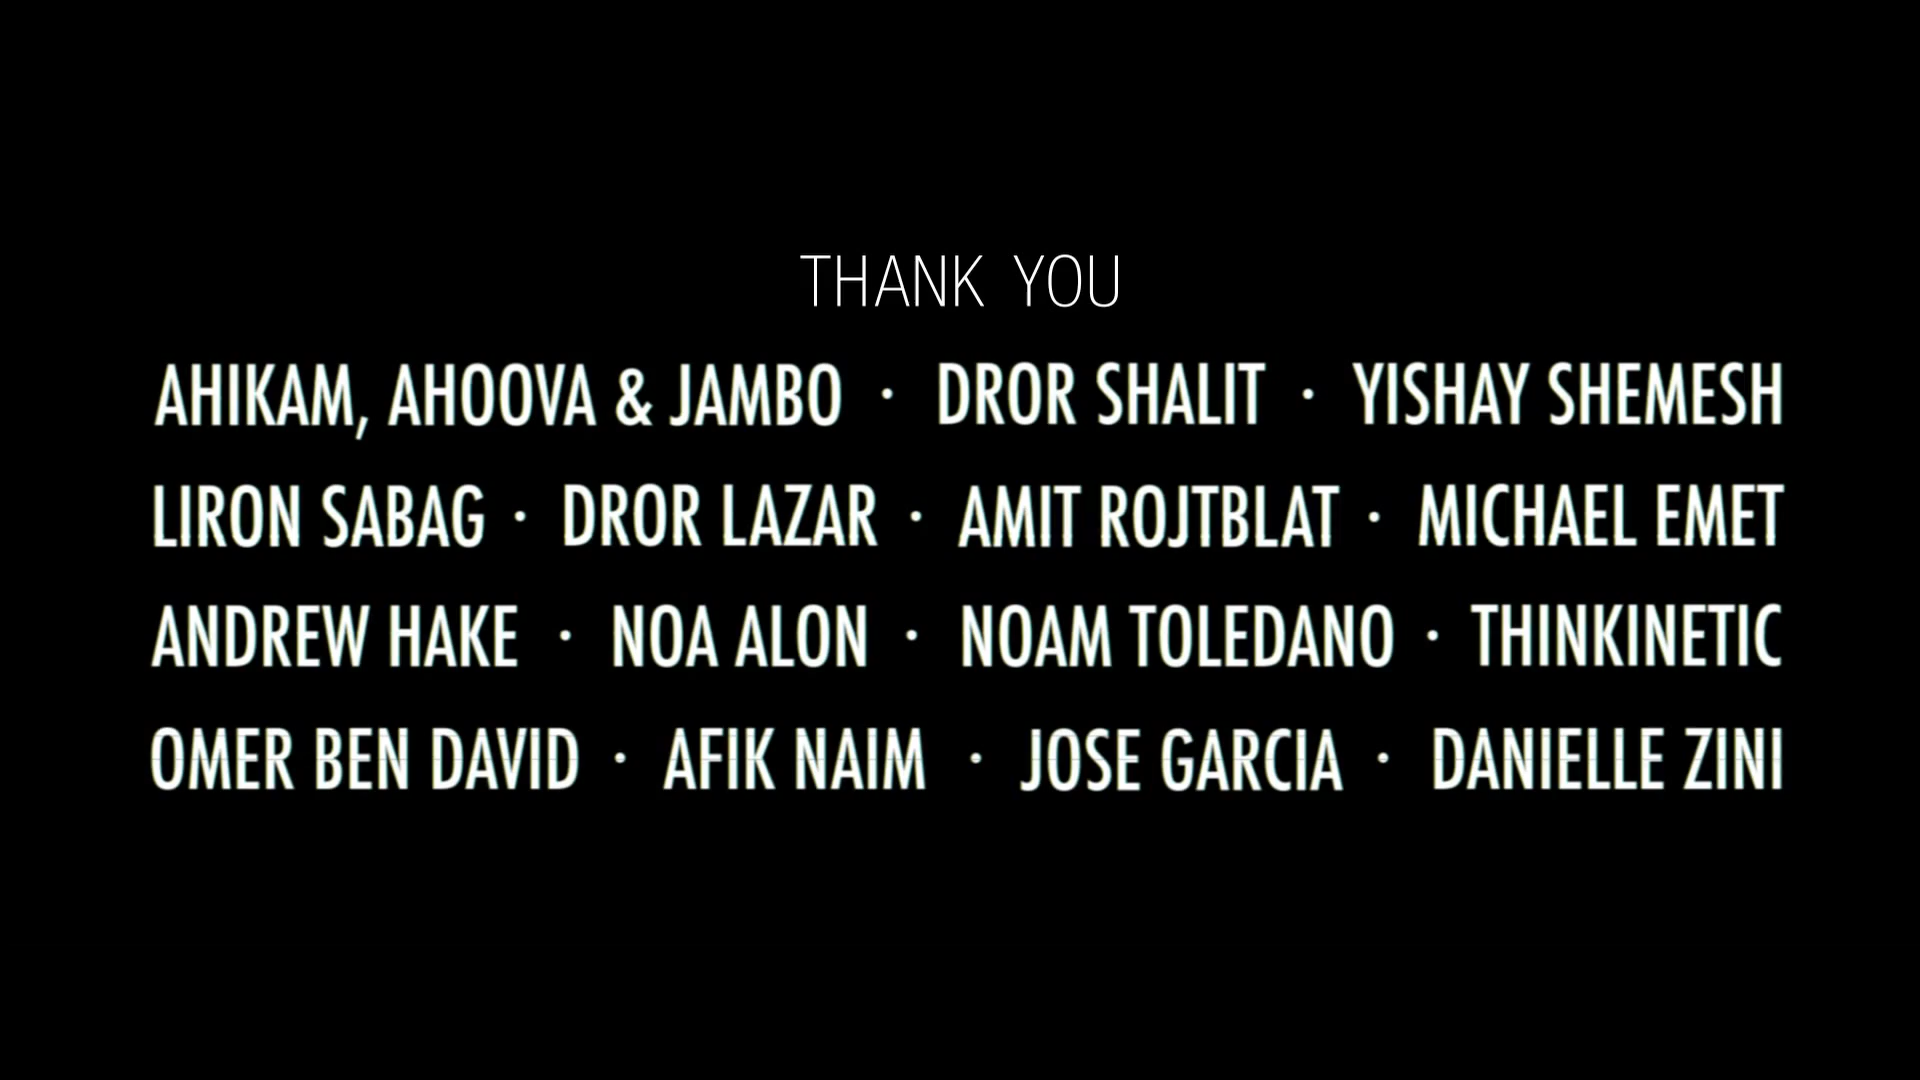 THANK YOU
AHIKAM, AHOOVA & JAMBO · DROR SHALIT · YISHAY SHEMESH
LIRON SABAG · DROR LAZAR · AMIT ROJTBLAT · MICHAEL EMET
ANDREW HAKE · NOA ALON · NOAM TOLEDANO · THINKINETIC
OMER BEN DAVID · AFIK NAIM · JOSE GARCIA · DANIELLE ZINI